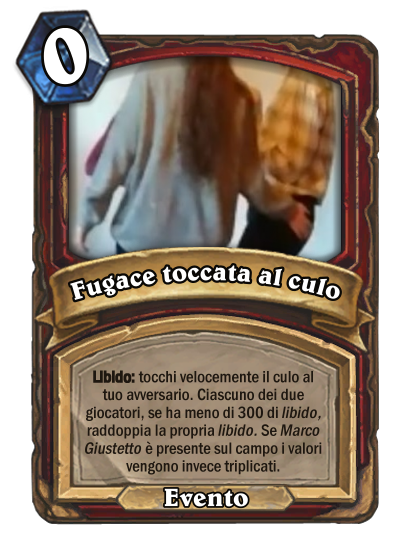 0
Fugace toccata al culo
Libido: tocchi velocemente il culo al
tuo avversario. Ciascuno dei due
giocatori, se ha meno di 300 di libido,
raddoppia la propria libido. Se Marco
Giustetto è presente sul campo i valori
vengono invece triplicati.
Evento